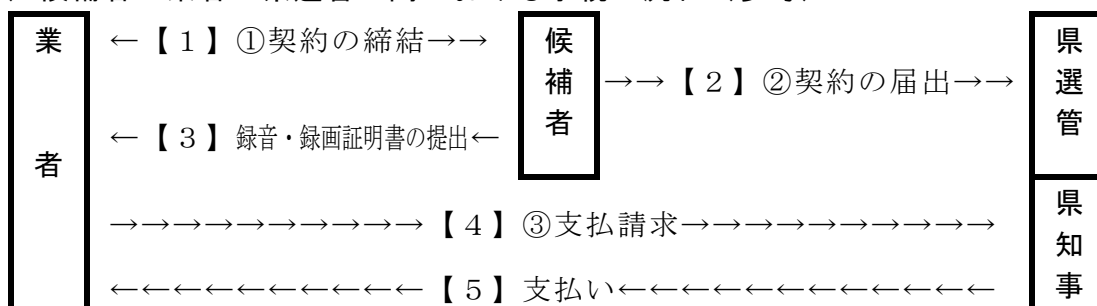 業者
←【１】①契約の締結→→
候補者
→→【２】②契約の届出→→
県選管
←【３】録音・録画証明書の提出←
→→→→→→→→→→【４】③支払請求→→→→→→→→→→
県知事
←←←←←←←←←←【５】支払い←←←←←←←←←←←←